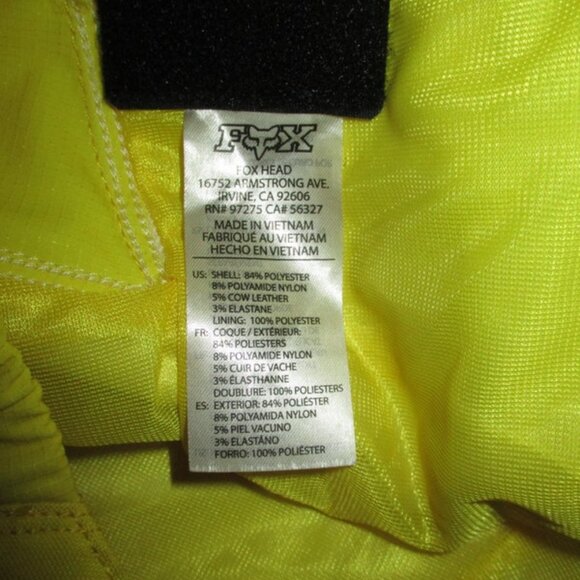 FOX
FOX HEAD
16752 ARMSTRONG AVE.
IRVINE, CA 92606
RN# 97275 CA# 56327
MADE IN VIETNAM
FABRIQUÉ AU VIETNAM
HECHO EN VIETNAM
US: SHELL: 84% POLYESTER
8% POLYAMIDE NYLON
5% COW LEATHER
3% ELASTANE
LINING: 100% POLYESTER
FR: COQUE / EXTÉRIEUR:
84% POLIESTERS
8% POLYAMIDE NYLON
5% CUIR DE VACHE
3% ÉLASTHANNE
DOUBLURE: 100% POLIESTERS
ES: EXTERIOR: 84% POLIÉSTER
8% POLYAMIDA NYLON
5% PIEL VACUNO
3% ELASTÁNO
FORRO: 100% POLIÉSTER